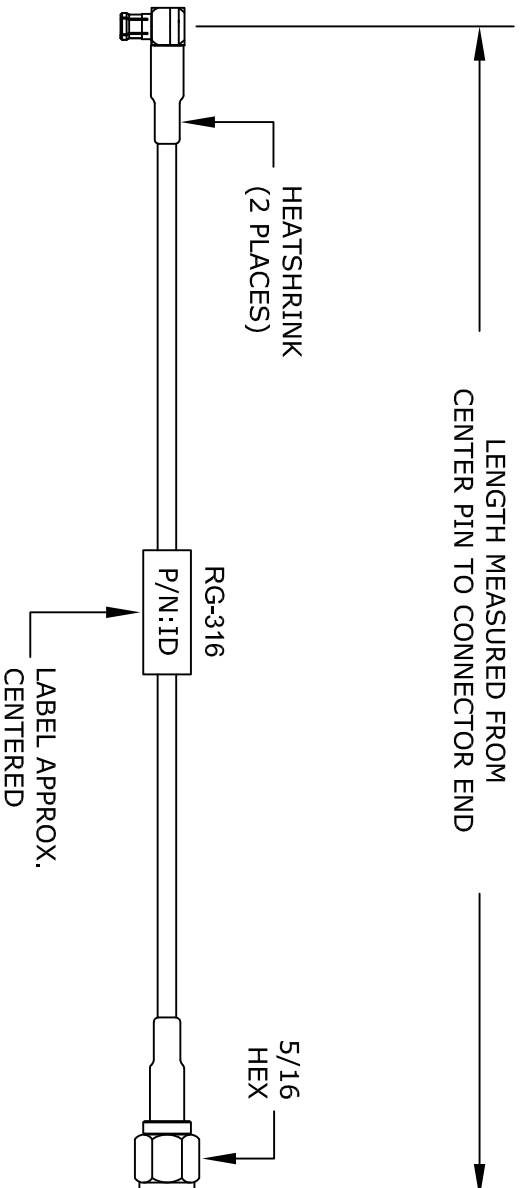 LENGTH MEASURED FROM
CENTER PIN TO CONNECTOR END
HEATSHRINK
(2 PLACES)
RG-316
P/N:ID
5/16
HEX
LABEL APPROX.
CENTERED